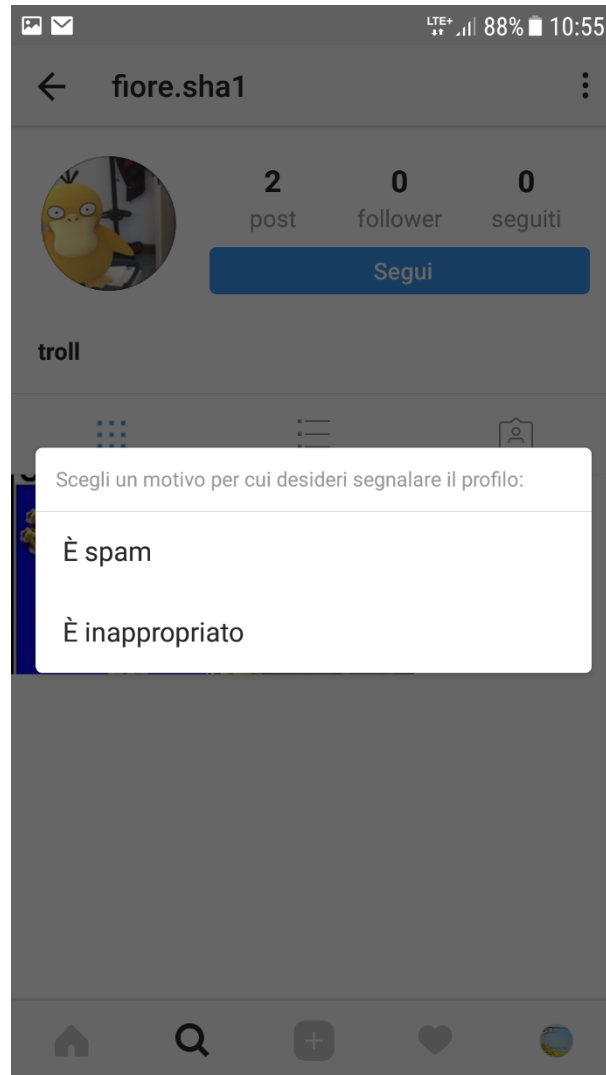 LTE+ 88% 10:55
fiore.sha1
2 0 0
post follower seguiti
Segui
troll
Scegli un motivo per cui desideri segnalare il profilo:
È spam
È inappropriato